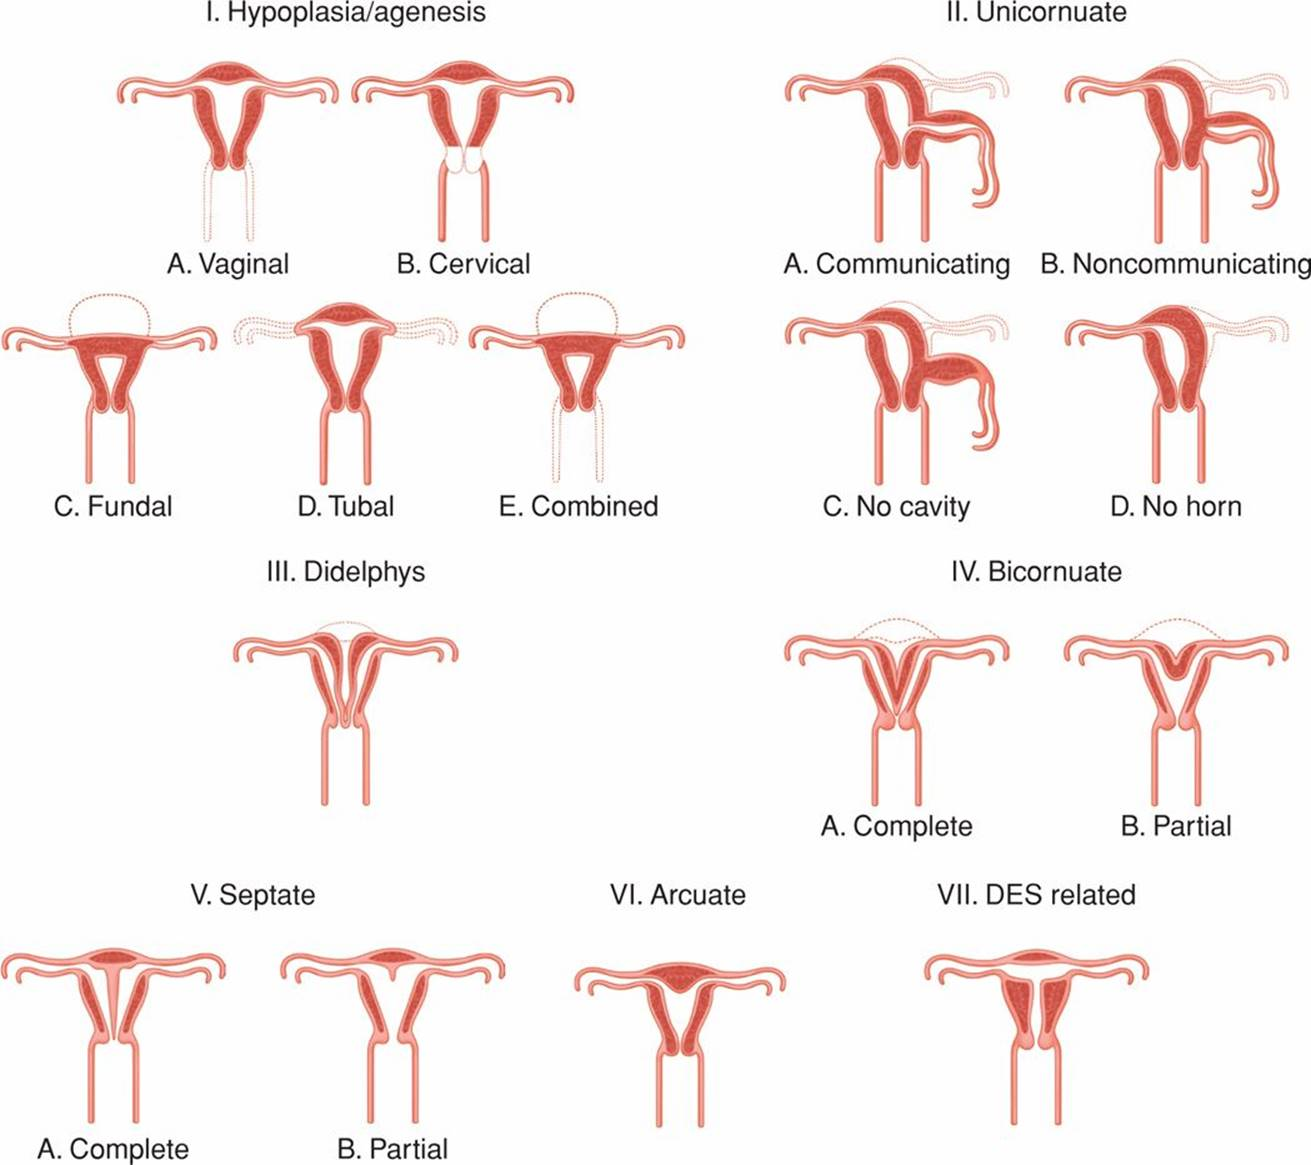 I. Hypoplasia/agenesis
II. Unicornuate
A. Vaginal
B. Cervical
A. Communicating
B. Noncommunicating
C. Fundal
D. Tubal
E. Combined
C. No cavity
D. No horn
III. Didelphys
IV. Bicornuate
A. Complete
B. Partial
V. Septate
VI. Arcuate
VII. DES related
A. Complete
B. Partial